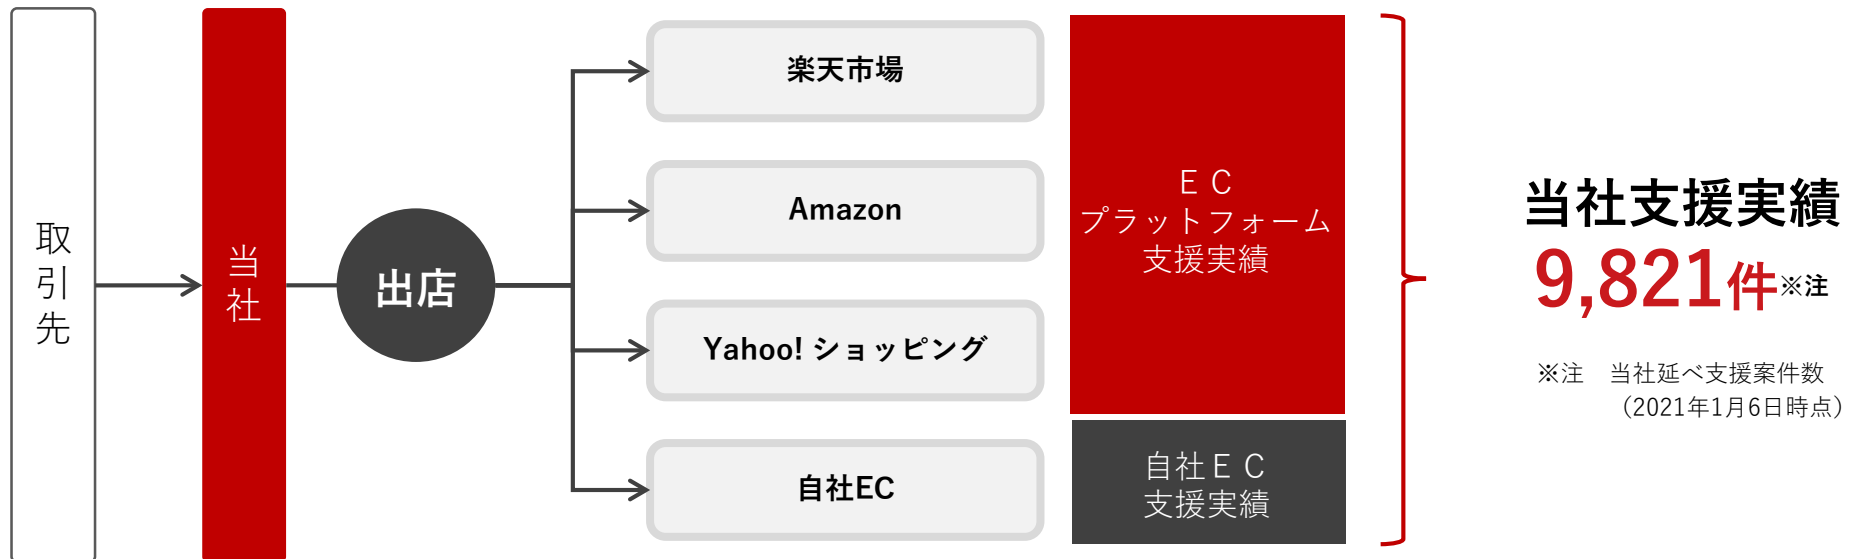 取引先
当社
出店
楽天市場
Amazon
Yahoo! ショッピング
自社EC
ＥＣ
プラットフォーム
支援実績
自社ＥＣ
支援実績
当社支援実績
9,821件※注
※注　当社延べ支援案件数
（2021年1月6日時点）